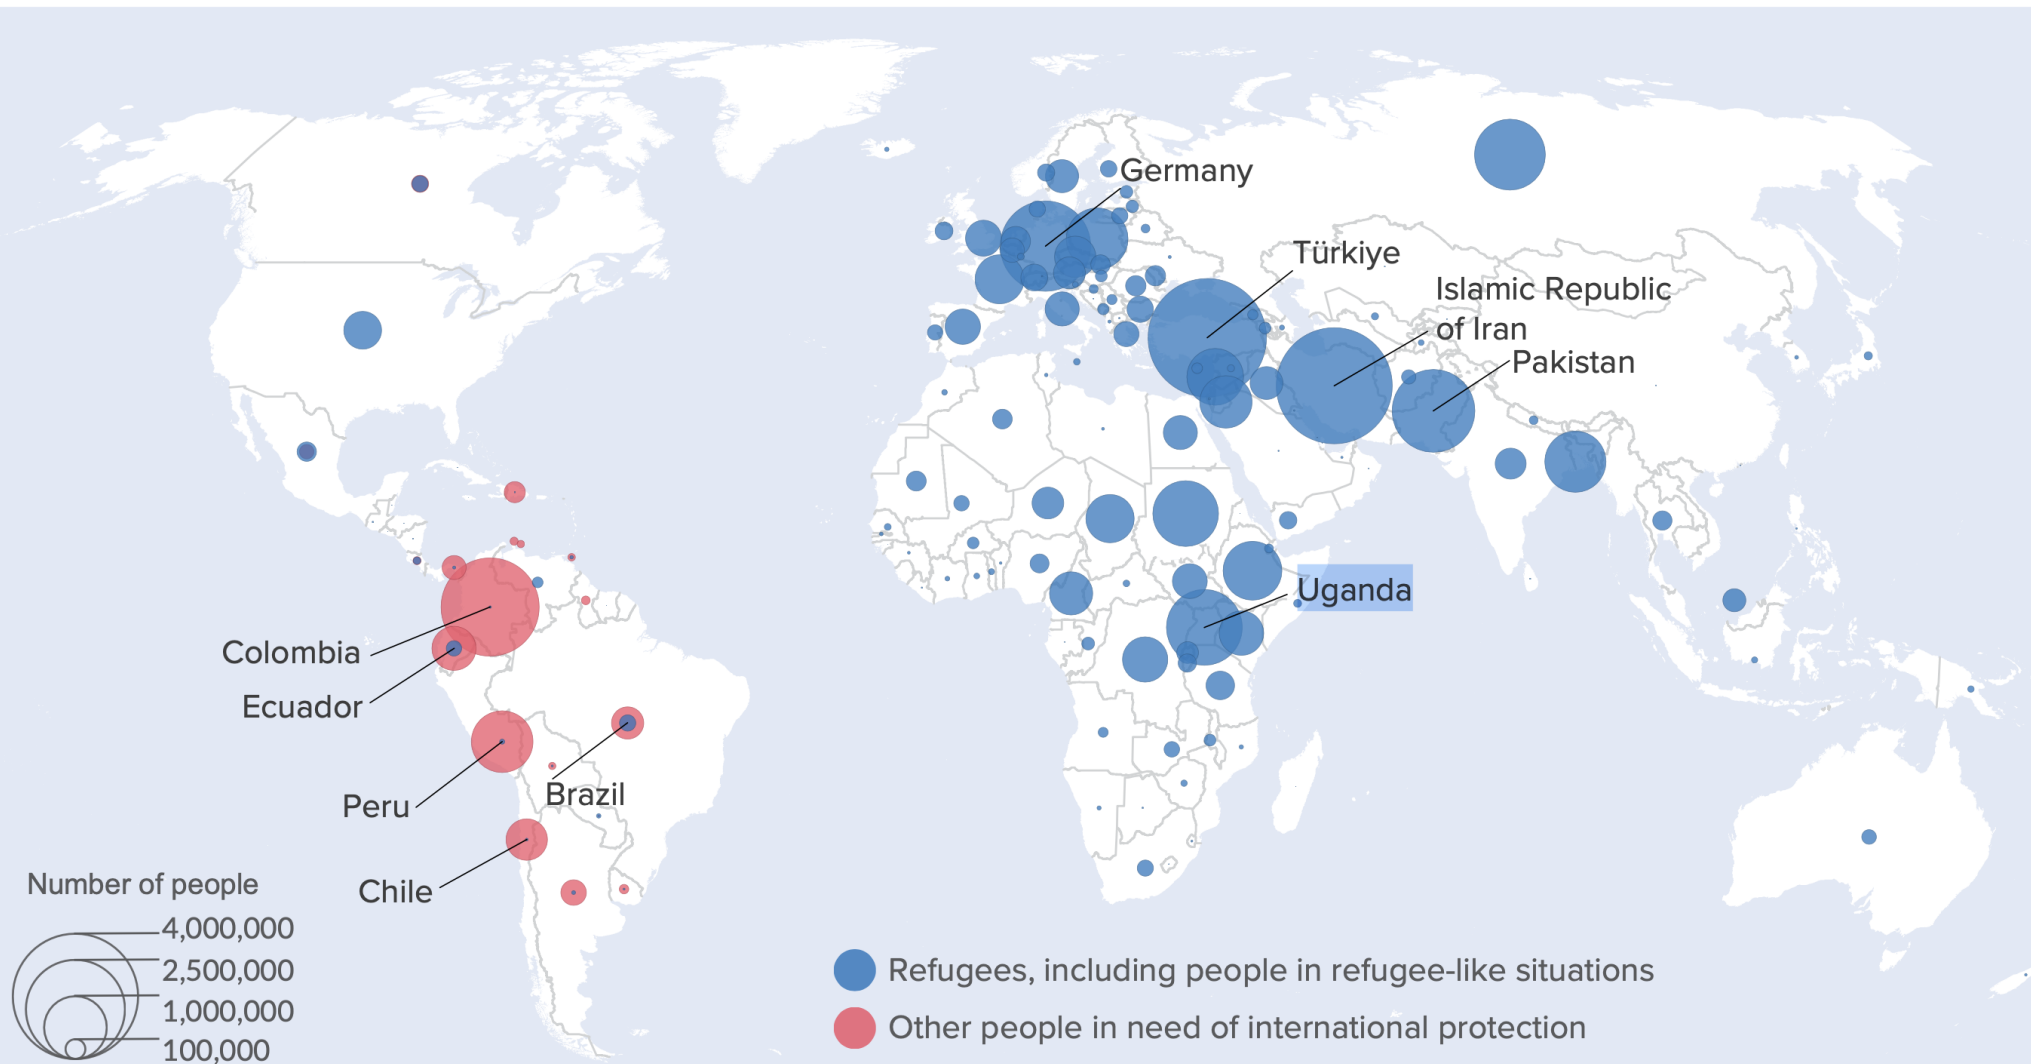 Germany
Türkiye
Islamic Republic
of Iran
Pakistan
Uganda
Colombia
Ecuador
Peru
Brazil
Chile
Number of people
4,000,000
2,500,000
1,000,000
100,000
Refugees, including people in refugee-like situations
Other people in need of international protection